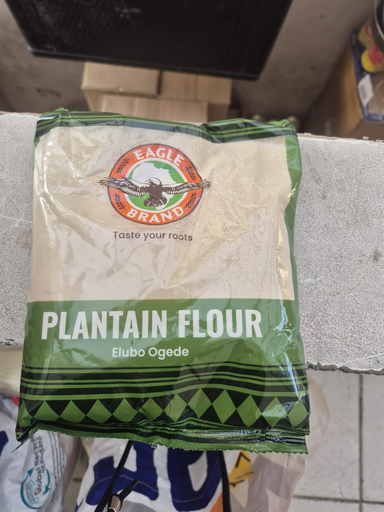 EAGLE
BRAND
Taste your roots
PLANTAIN FLOUR
Elubo Ogede